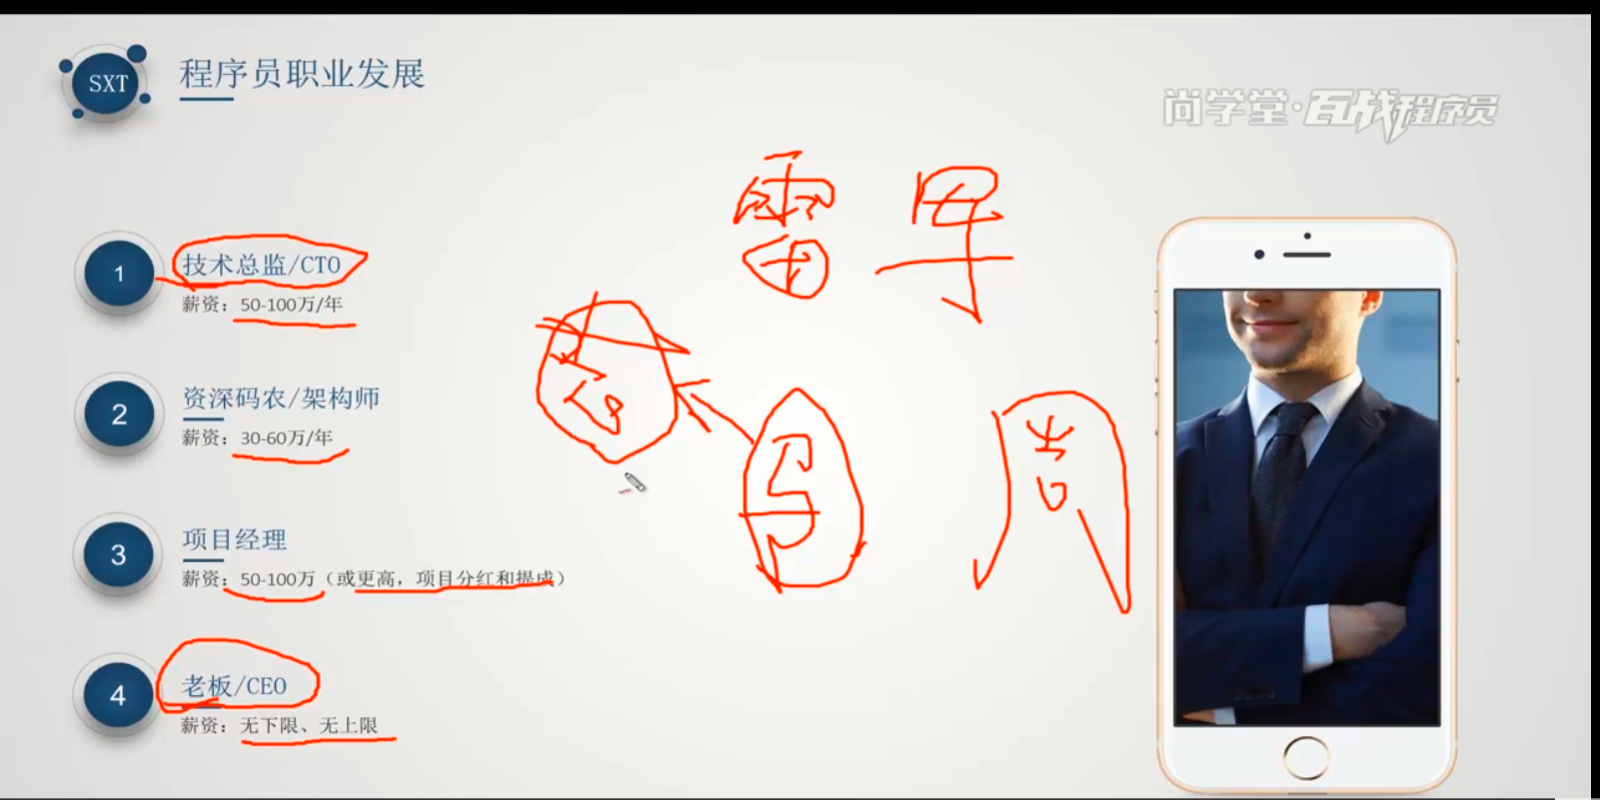 SXT
程序员职业发展
尚学堂·百战程序员
雷军
1
技术总监/CTO
薪资：50-100万/年
2
资深码农/架构师
薪资：30-60万/年
3
项目经理
薪资：50-100万（或更高，项目分红和提成）
4
老板/CEO
薪资：无下限、无上限
周